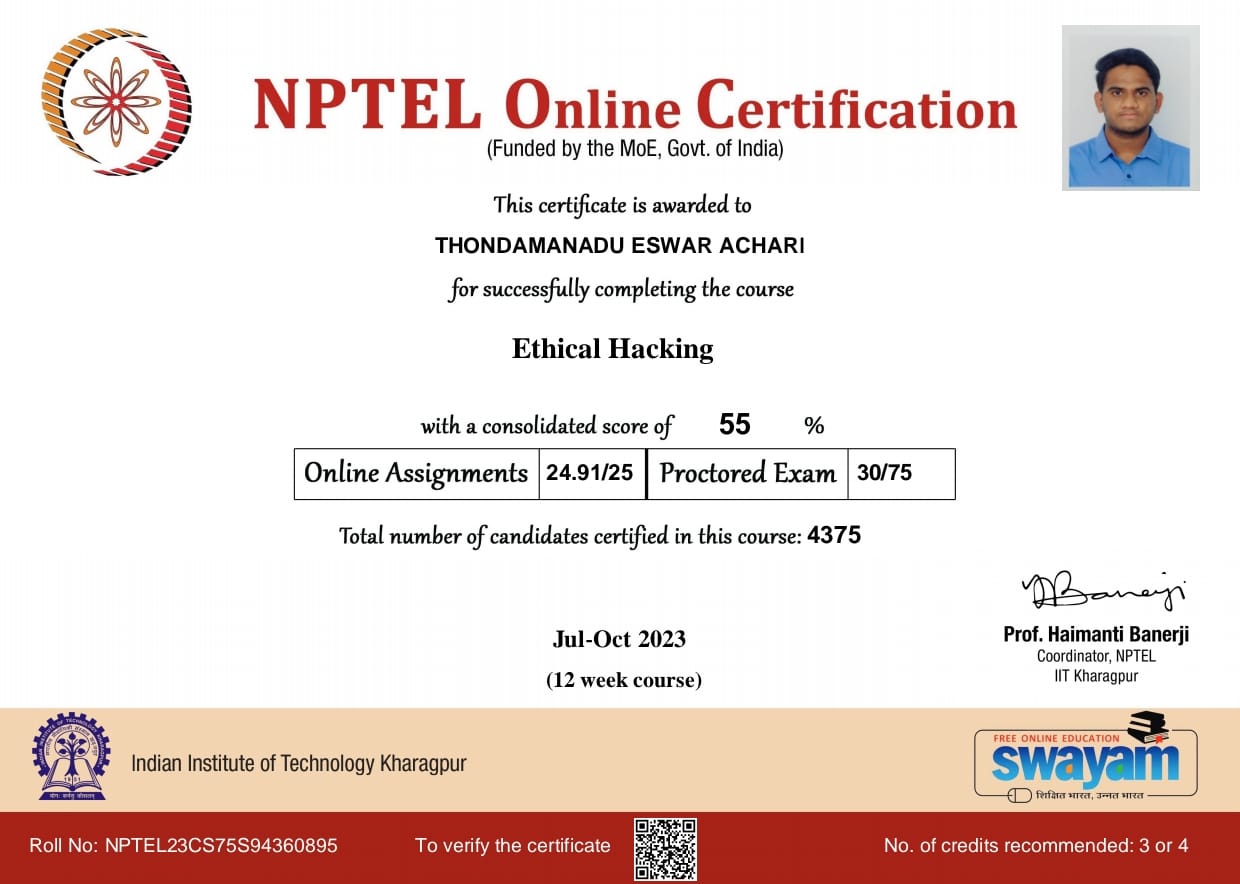 NPTEL Online Certification
(Funded by the MoE, Govt. of India)
This certificate is awarded to
THONDAMANADU ESWAR ACHARI
for successfully completing the course
Ethical Hacking
with a consolidated score of 55 %
Online Assignments 24.91/25 Proctored Exam 30/75
Total number of candidates certified in this course: 4375
Jul-Oct 2023
(12 week course)
Prof. Haimanti Banerji
Coordinator, NPTEL
IIT Kharagpur
Indian Institute of Technology Kharagpur
FREE ONLINE EDUCATION
swayam
शिक्षित भारत, उन्नत भारत
Roll No: NPTEL23CS75S94360895 To verify the certificate No. of credits recommended: 3 or 4